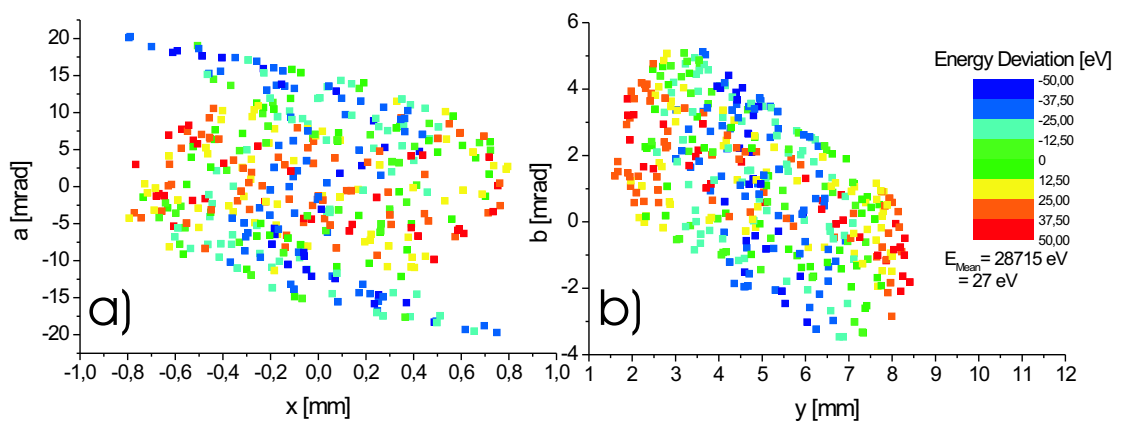 20
15
10
5
0
-5
-10
-15
-20
a [mrad]
-1,0 -0,8 -0,6 -0,4 -0,2 0,0 0,2 0,4 0,6 0,8 1,0
x [mm]
a)
6
4
2
0
-2
-4
b [mrad]
1 2 3 4 5 6 7 8 9 10 11 12
y [mm]
b)
Energy Deviation [eV]
-50,00
-37,50
-25,00
-12,50
0
12,50
25,00
37,50
50,00
E_Mean = 28715 eV
= 27 eV